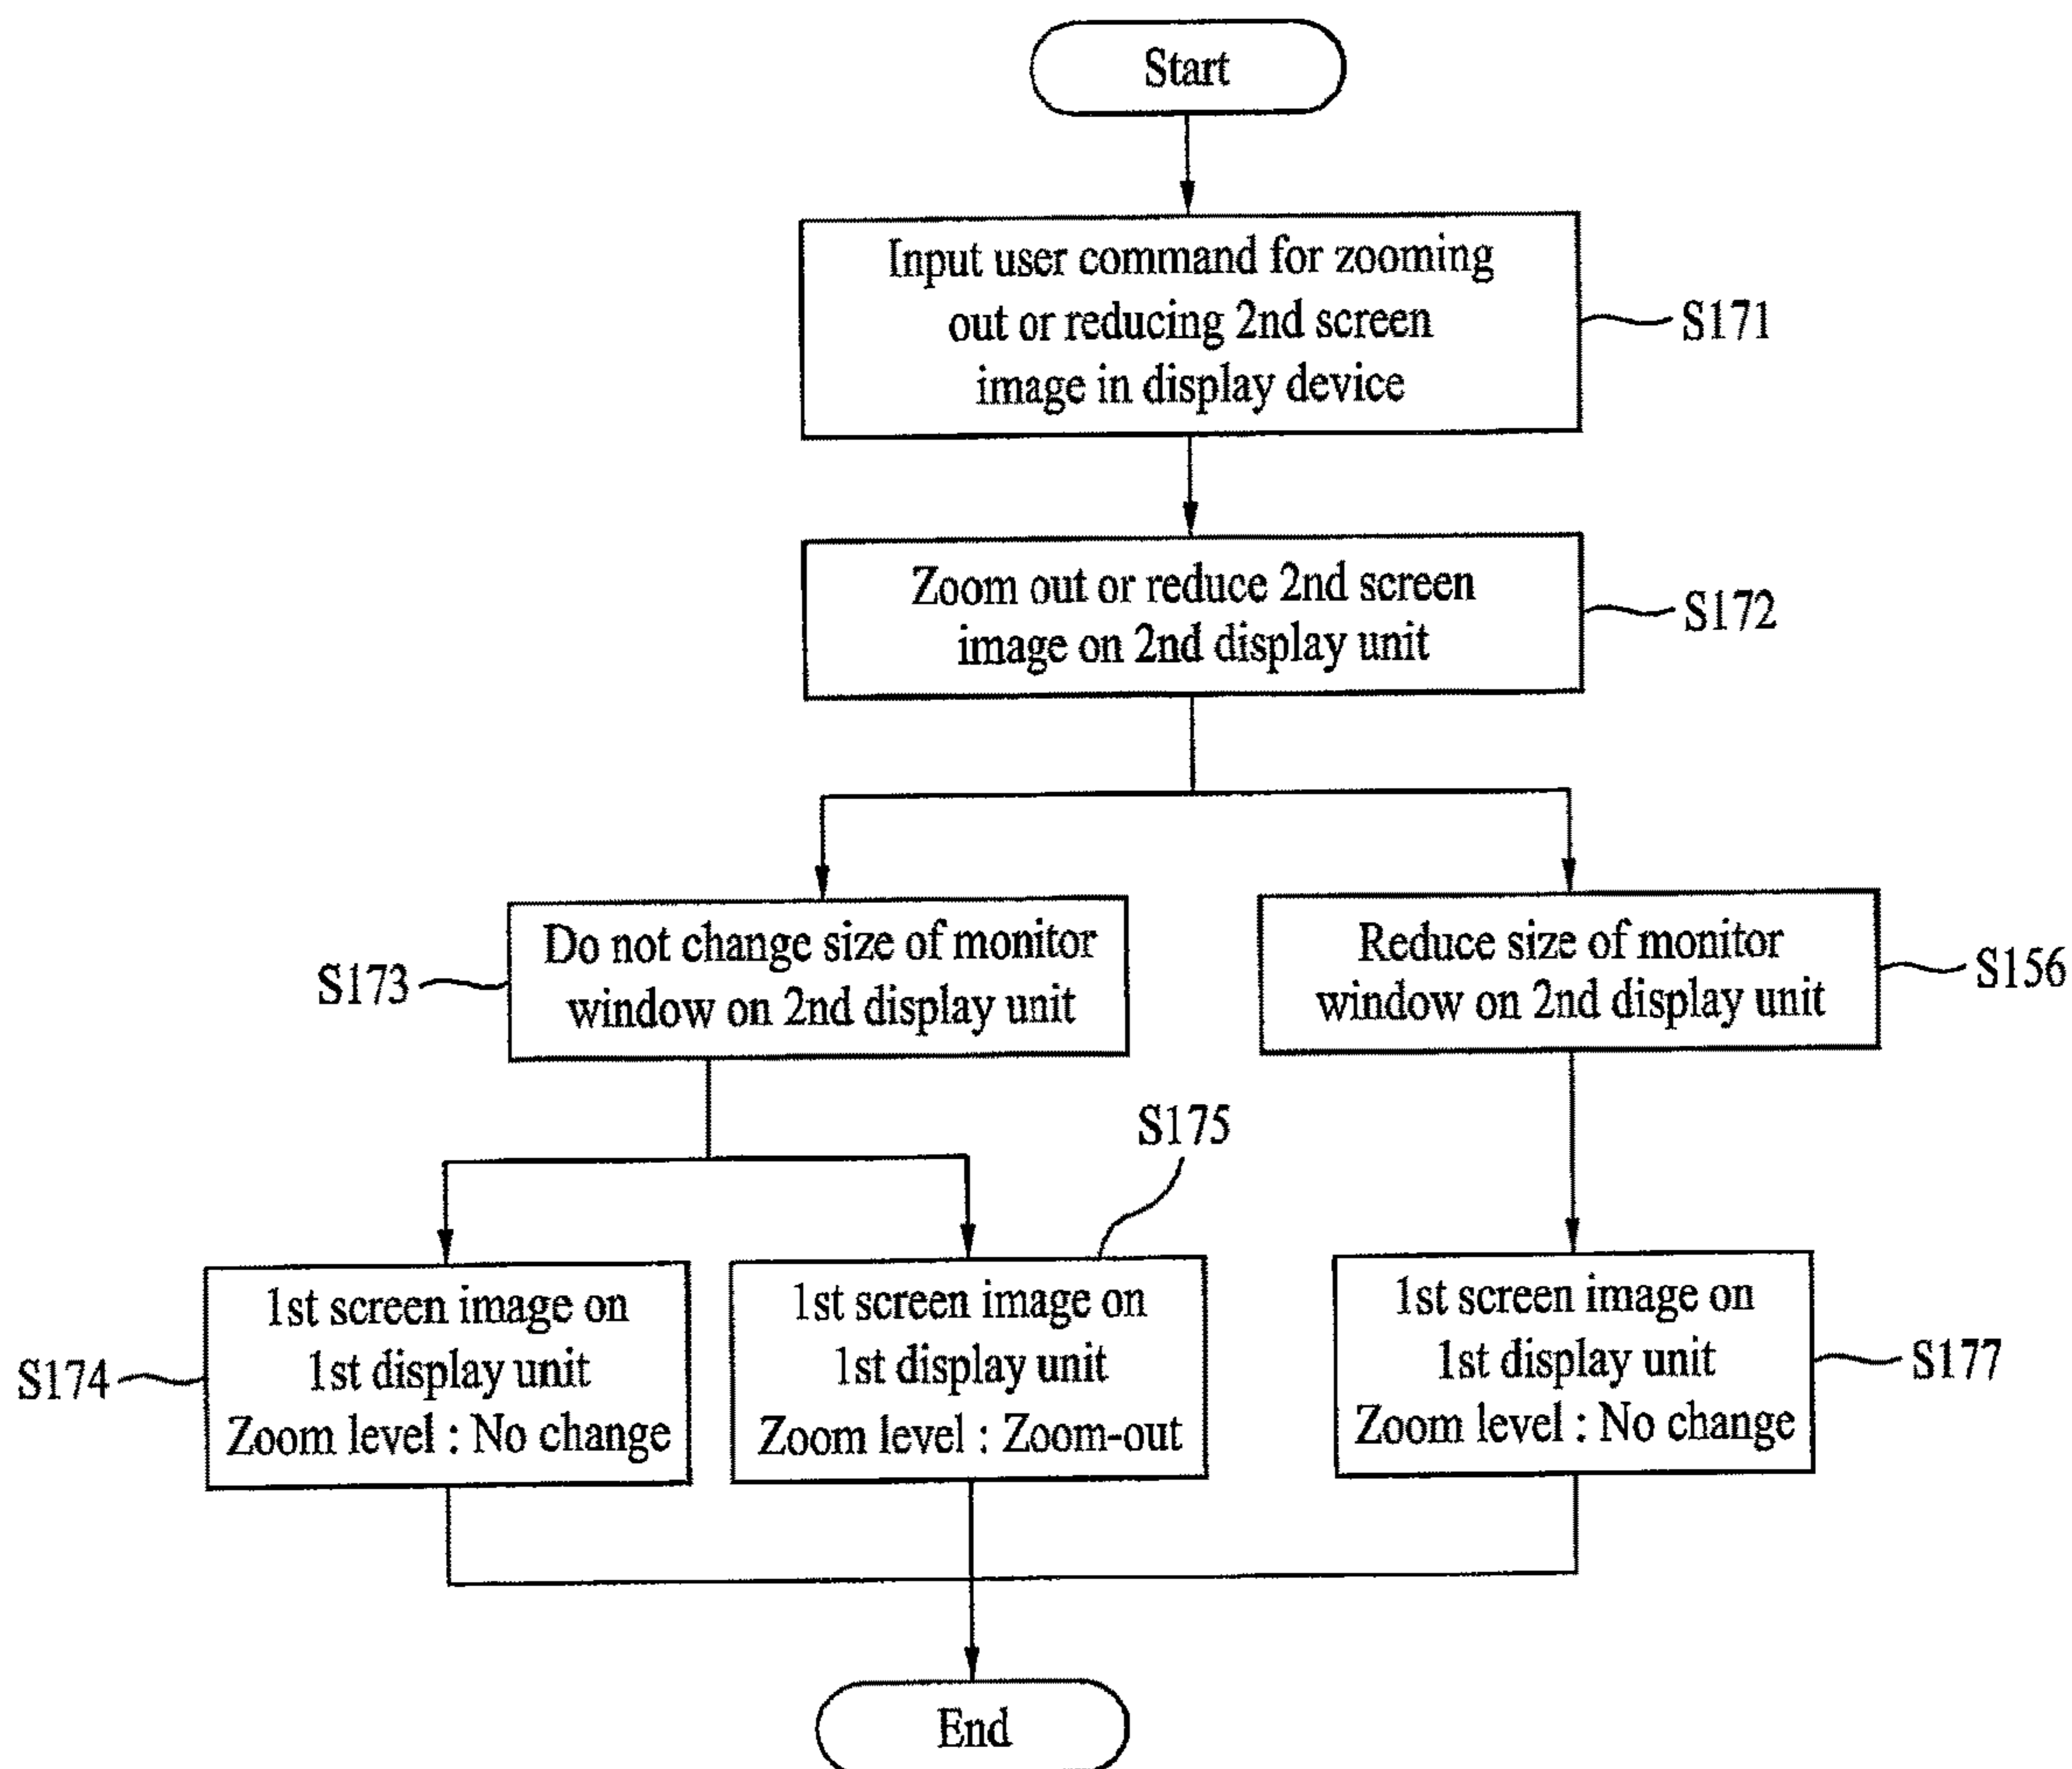 Start
Input user command for zooming
out or reducing 2nd screen
image in display device
S171
Zoom out or reduce 2nd screen
image on 2nd display unit
S172
Do not change size of monitor
window on 2nd display unit
S173
Reduce size of monitor
window on 2nd display unit
S156
S175
1st screen image on
1st display unit
Zoom level : No change
S174
1st screen image on
1st display unit
Zoom level : Zoom-out
1st screen image on
1st display unit
Zoom level : No change
S177
End